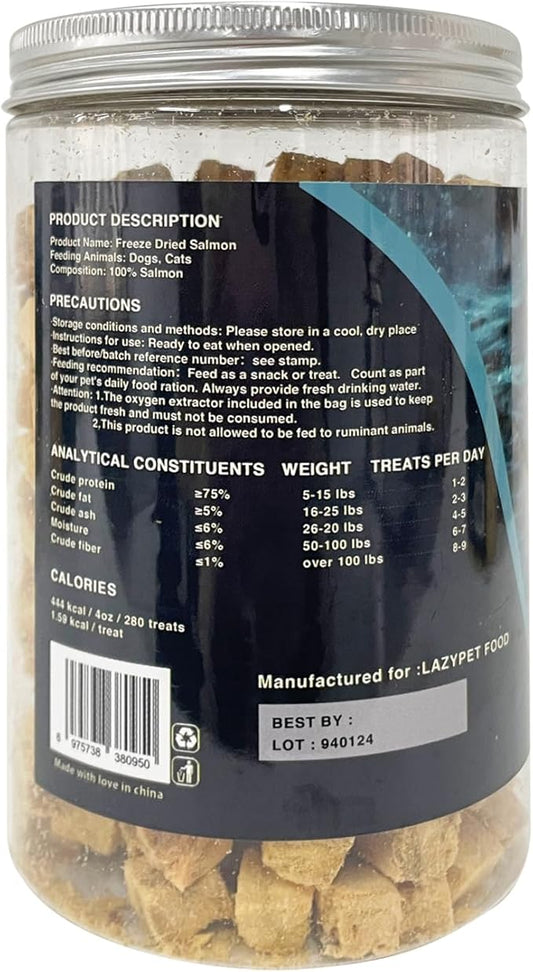 PRODUCT DESCRIPTION
Product Name: Freeze Dried Salmon
Feeding Animals: Dogs, Cats
Composition: 100% Salmon
PRECAUTIONS
·Storage conditions and methods: Please store in a cool, dry place
·Instructions for use: Ready to eat when opened.
·Best before/batch reference number: see stamp.
·Feeding recommendation: Feed as a snack or treat. Count as part
of your pet's daily food ration. Always provide fresh drinking water.
·Attention: 1.The oxygen extractor included in the bag is used to keep
the product fresh and must not be consumed.
2,This product is not allowed to be fed to ruminant animals.
ANALYTICAL CONSTITUENTS WEIGHT TREATS PER DAY
Crude protein ≥75% 5-15 lbs 1-2
Crude fat ≥5% 16-25 lbs 2-3
Crude ash ≤6% 26-20 lbs 4-5
Moisture ≤6% 50-100 lbs 6-7
Crude fiber ≤1% over 100 lbs 8-9
CALORIES
444 kcal / 4oz / 280 treats
1.59 kcal / treat
Manufactured for :LAZYPET FOOD
BEST BY :
LOT : 940124
6 975738 380950
Made with love in china